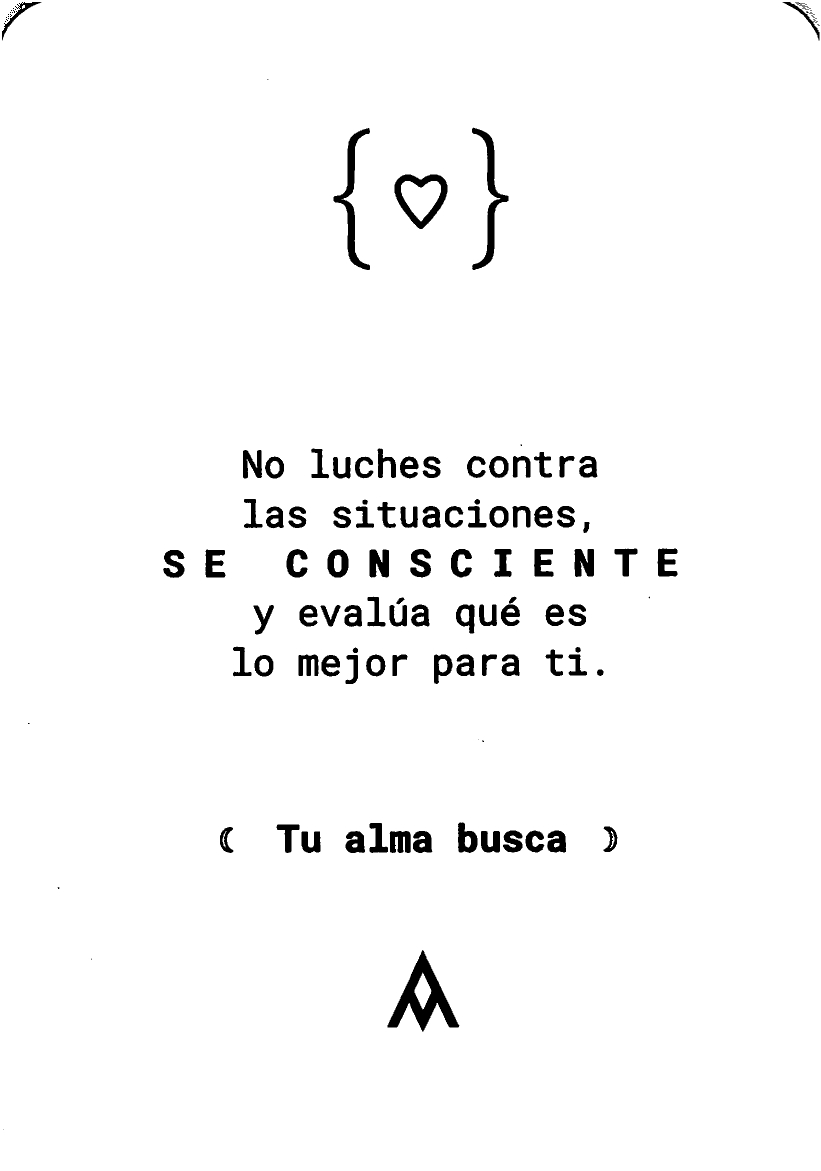 No luches contra
las situaciones,
SE CONSCIENTE
y evalúa qué es
lo mejor para ti.
Tu alma busca